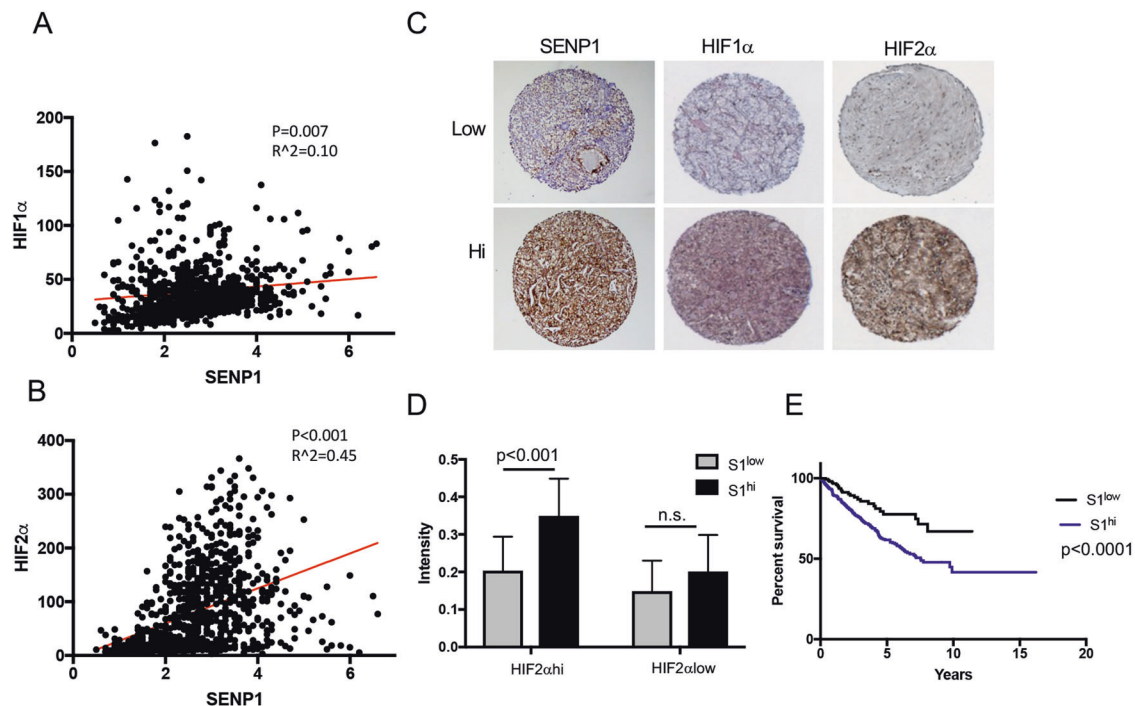 A
HIF1α
200
150
100
50
0
P=0.007
R^2=0.10
0 2 4 6
SENP1
B
HIF2α
400
300
200
100
0
P<0.001
R^2=0.45
0 2 4 6
SENP1
C
SENP1 HIF1α HIF2α
Low
Hi
D
Intensity
0.5
0.4
0.3
0.2
0.1
0.0
p<0.001
n.s.
S1low
S1hi
HIF2αhi HIF2αlow
E
Percent survival
100
50
0
0 5 10 15 20
Years
S1low
S1hi
p<0.0001